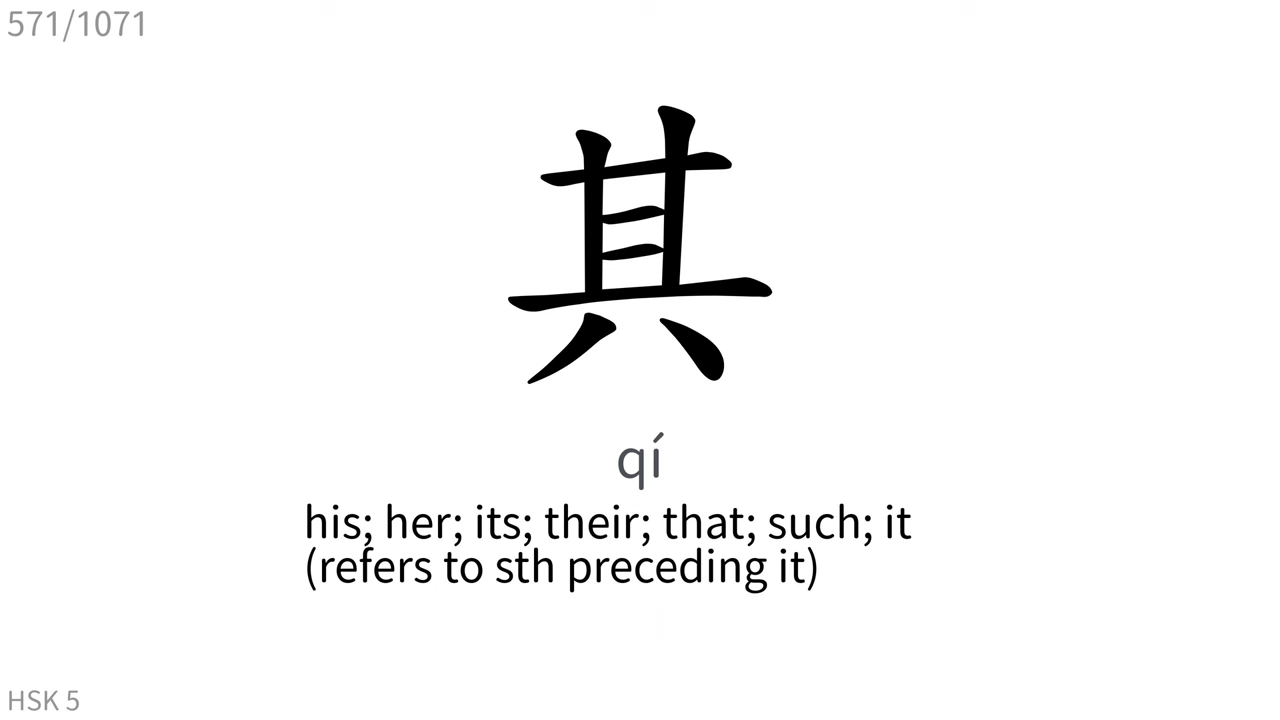 571/1071
其
qí
his; her; its; their; that; such; it
(refers to sth preceding it)
HSK 5